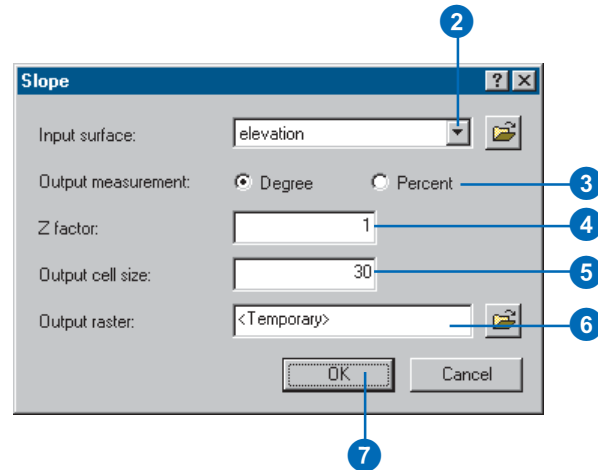 2
Slope
Input surface: elevation
Output measurement: Degree Percent 3
Z factor: 1 4
Output cell size: 30 5
Output raster: <Temporary> 6
OK Cancel
7